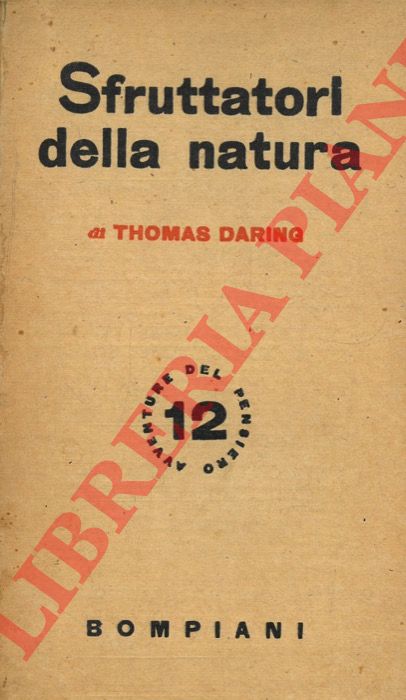 Sfruttatori
della natura
di THOMAS DARING
AVVENTURE DEL PENSIERO
12
BOMPIANI
LIBRERIA PIANI